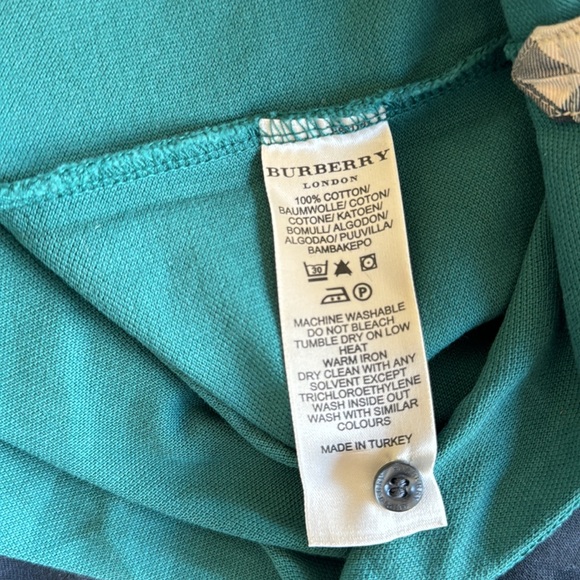 BURBERRY
LONDON
100% COTTON/
BAUMWOLLE/ COTON/
COTONE/ KATOEN/
BOMULL/ ALGODON/
ALGODAO/ PUUVILLA/
BAMBAKEPO
30
P
MACHINE WASHABLE
DO NOT BLEACH
TUMBLE DRY ON LOW
HEAT
WARM IRON
DRY CLEAN WITH ANY
SOLVENT EXCEPT
TRICHLOROETHYLENE
WASH INSIDE OUT
WASH WITH SIMILAR
COLOURS
MADE IN TURKEY